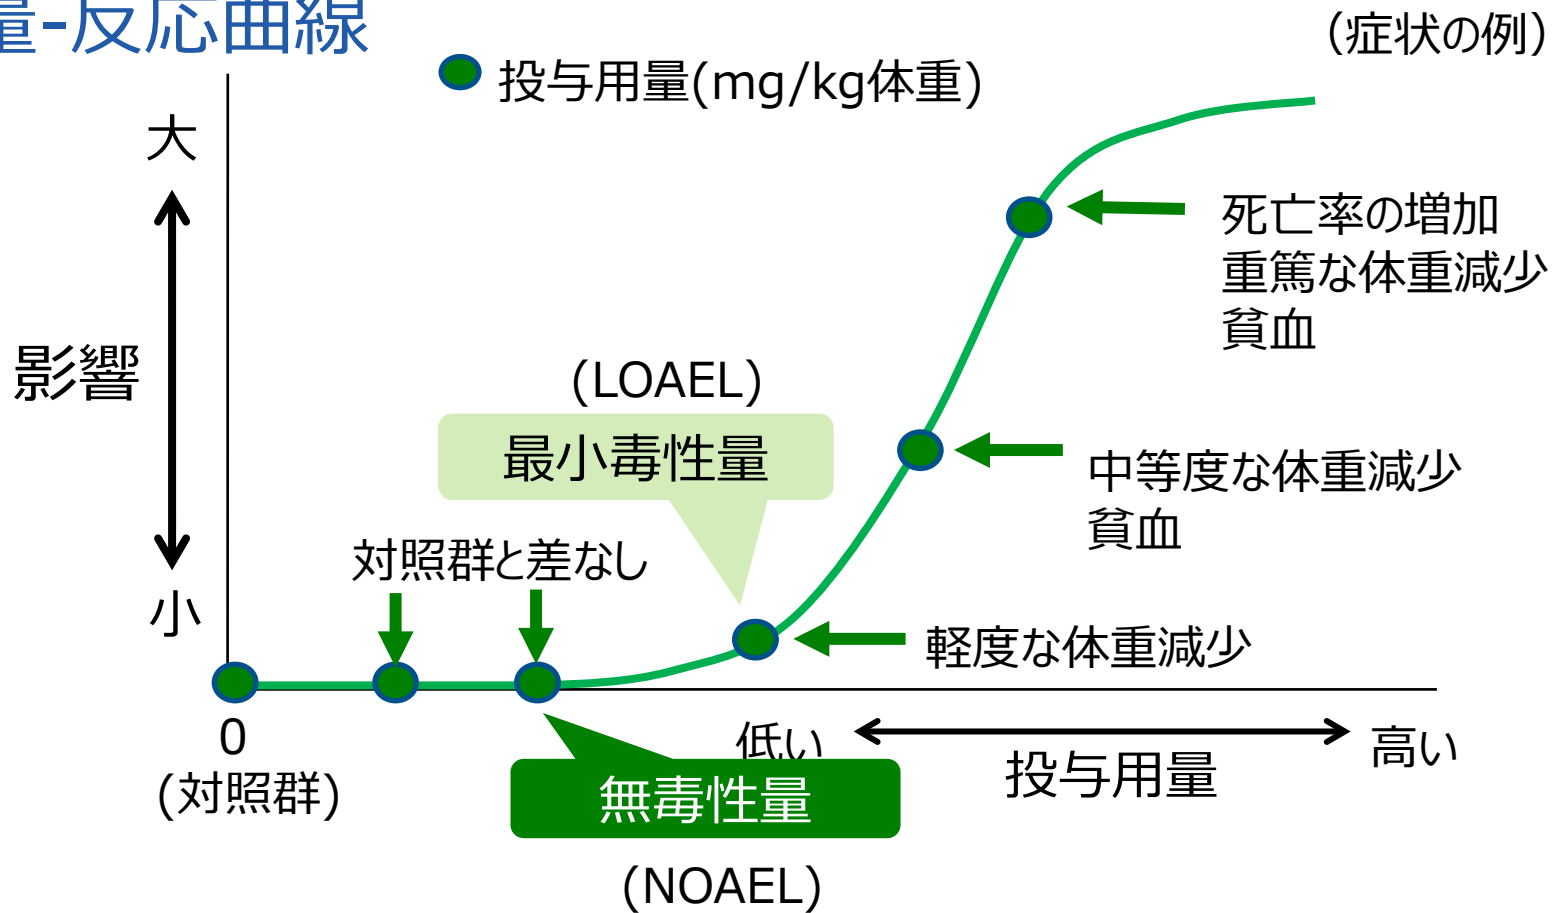 量-反応曲線
(症状の例)
投与用量(mg/kg体重)
大
影響
小
死亡率の増加
重篤な体重減少
貧血
(LOAEL)
最小毒性量
中等度な体重減少
貧血
対照群と差なし
軽度な体重減少
0
(対照群)
低い
投与用量
高い
無毒性量
(NOAEL)